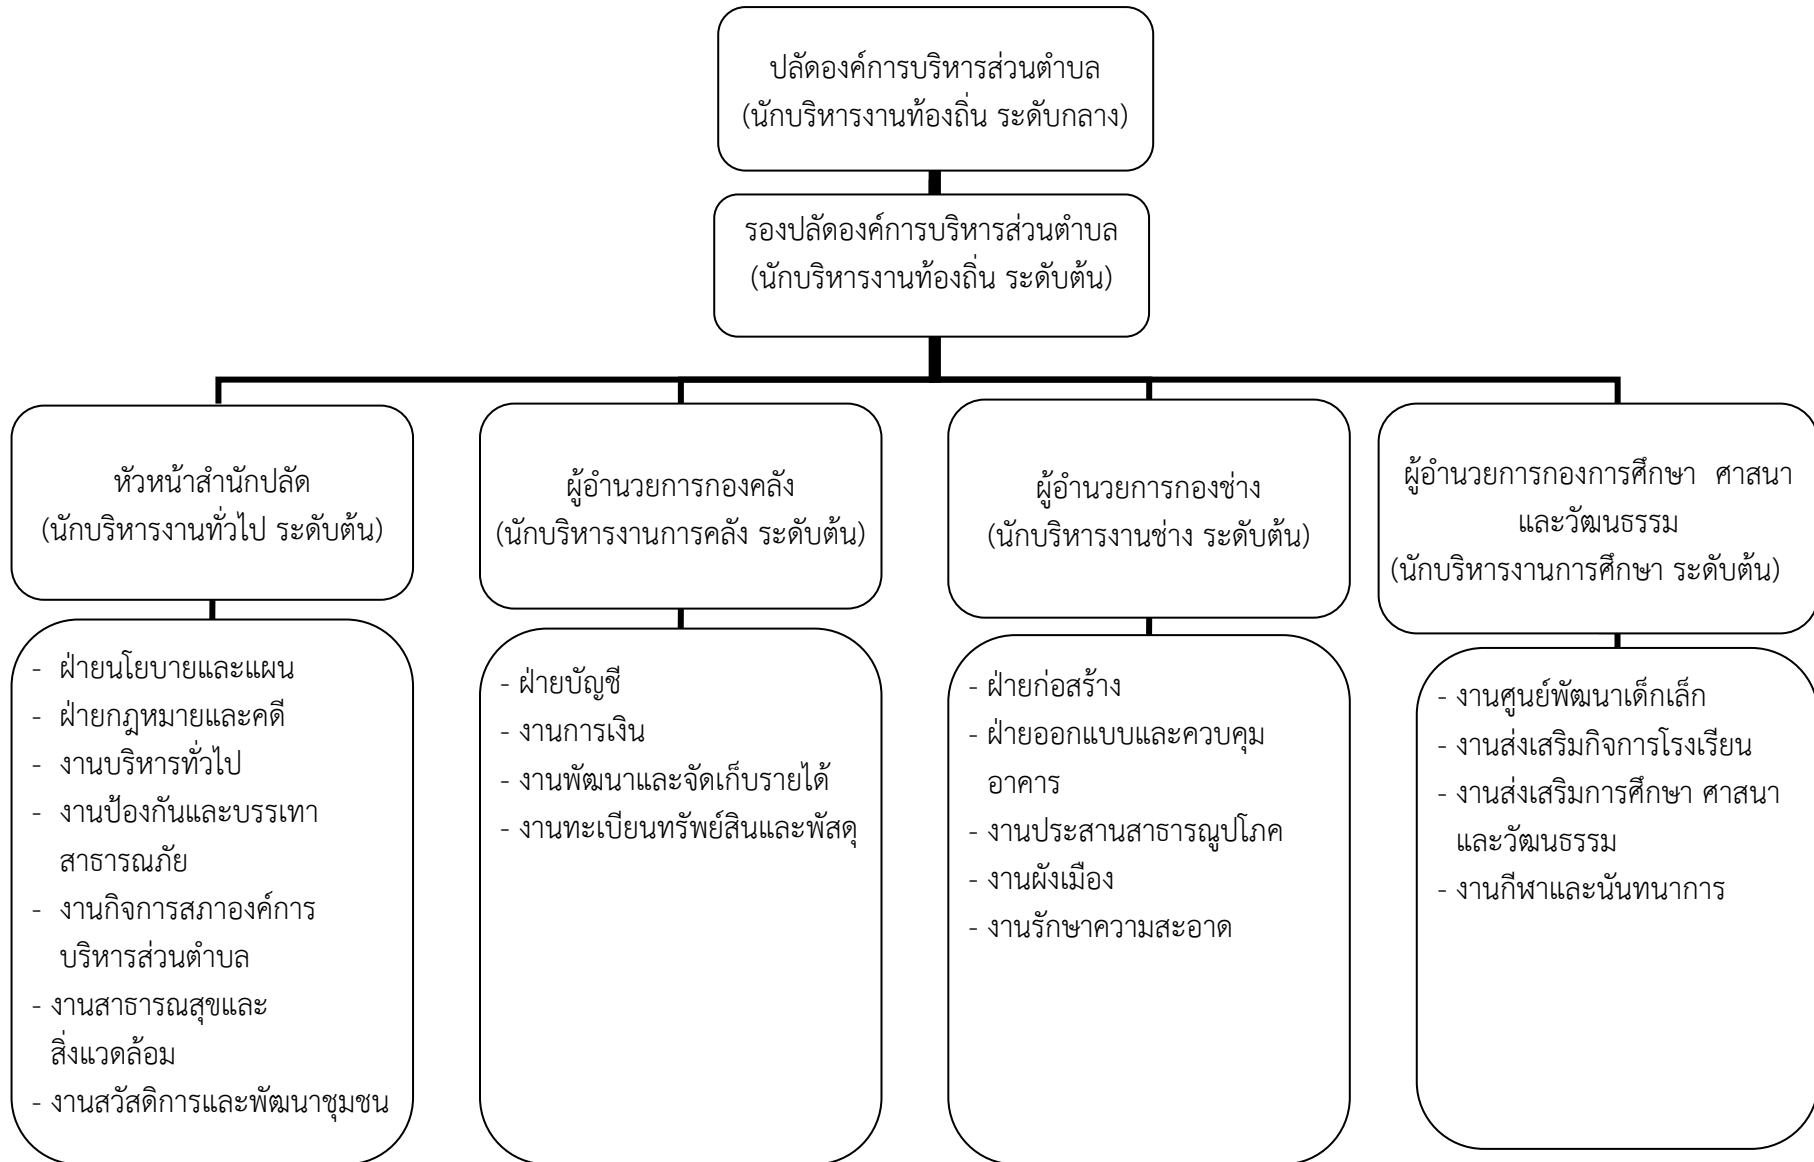 ปลัดองค์การบริหารส่วนตำบล
(นักบริหารงานท้องถิ่น ระดับกลาง)
รองปลัดองค์การบริหารส่วนตำบล
(นักบริหารงานท้องถิ่น ระดับต้น)
หัวหน้าสำนักปลัด
(นักบริหารงานทั่วไป ระดับต้น)
ผู้อำนวยการกองคลัง
(นักบริหารงานการคลัง ระดับต้น)
ผู้อำนวยการกองช่าง
(นักบริหารงานช่าง ระดับต้น)
ผู้อำนวยการกองการศึกษา ศาสนา
และวัฒนธรรม
(นักบริหารงานการศึกษา ระดับต้น)
- ฝ่ายนโยบายและแผน
- ฝ่ายกฎหมายและคดี
- งานบริหารทั่วไป
- งานป้องกันและบรรเทา
สาธารณภัย
- งานกิจการสภาองค์การ
บริหารส่วนตำบล
- งานสาธารณสุขและ
สิ่งแวดล้อม
- งานสวัสดิการและพัฒนาชุมชน
- ฝ่ายบัญชี
- งานการเงิน
- งานพัฒนาและจัดเก็บรายได้
- งานทะเบียนทรัพย์สินและพัสดุ
- ฝ่ายก่อสร้าง
- ฝ่ายออกแบบและควบคุม
อาคาร
- งานประสานสาธารณูปโภค
- งานผังเมือง
- งานรักษาความสะอาด
- งานศูนย์พัฒนาเด็กเล็ก
- งานส่งเสริมกิจการโรงเรียน
- งานส่งเสริมการศึกษา ศาสนา
และวัฒนธรรม
- งานกีฬาและนันทนาการ